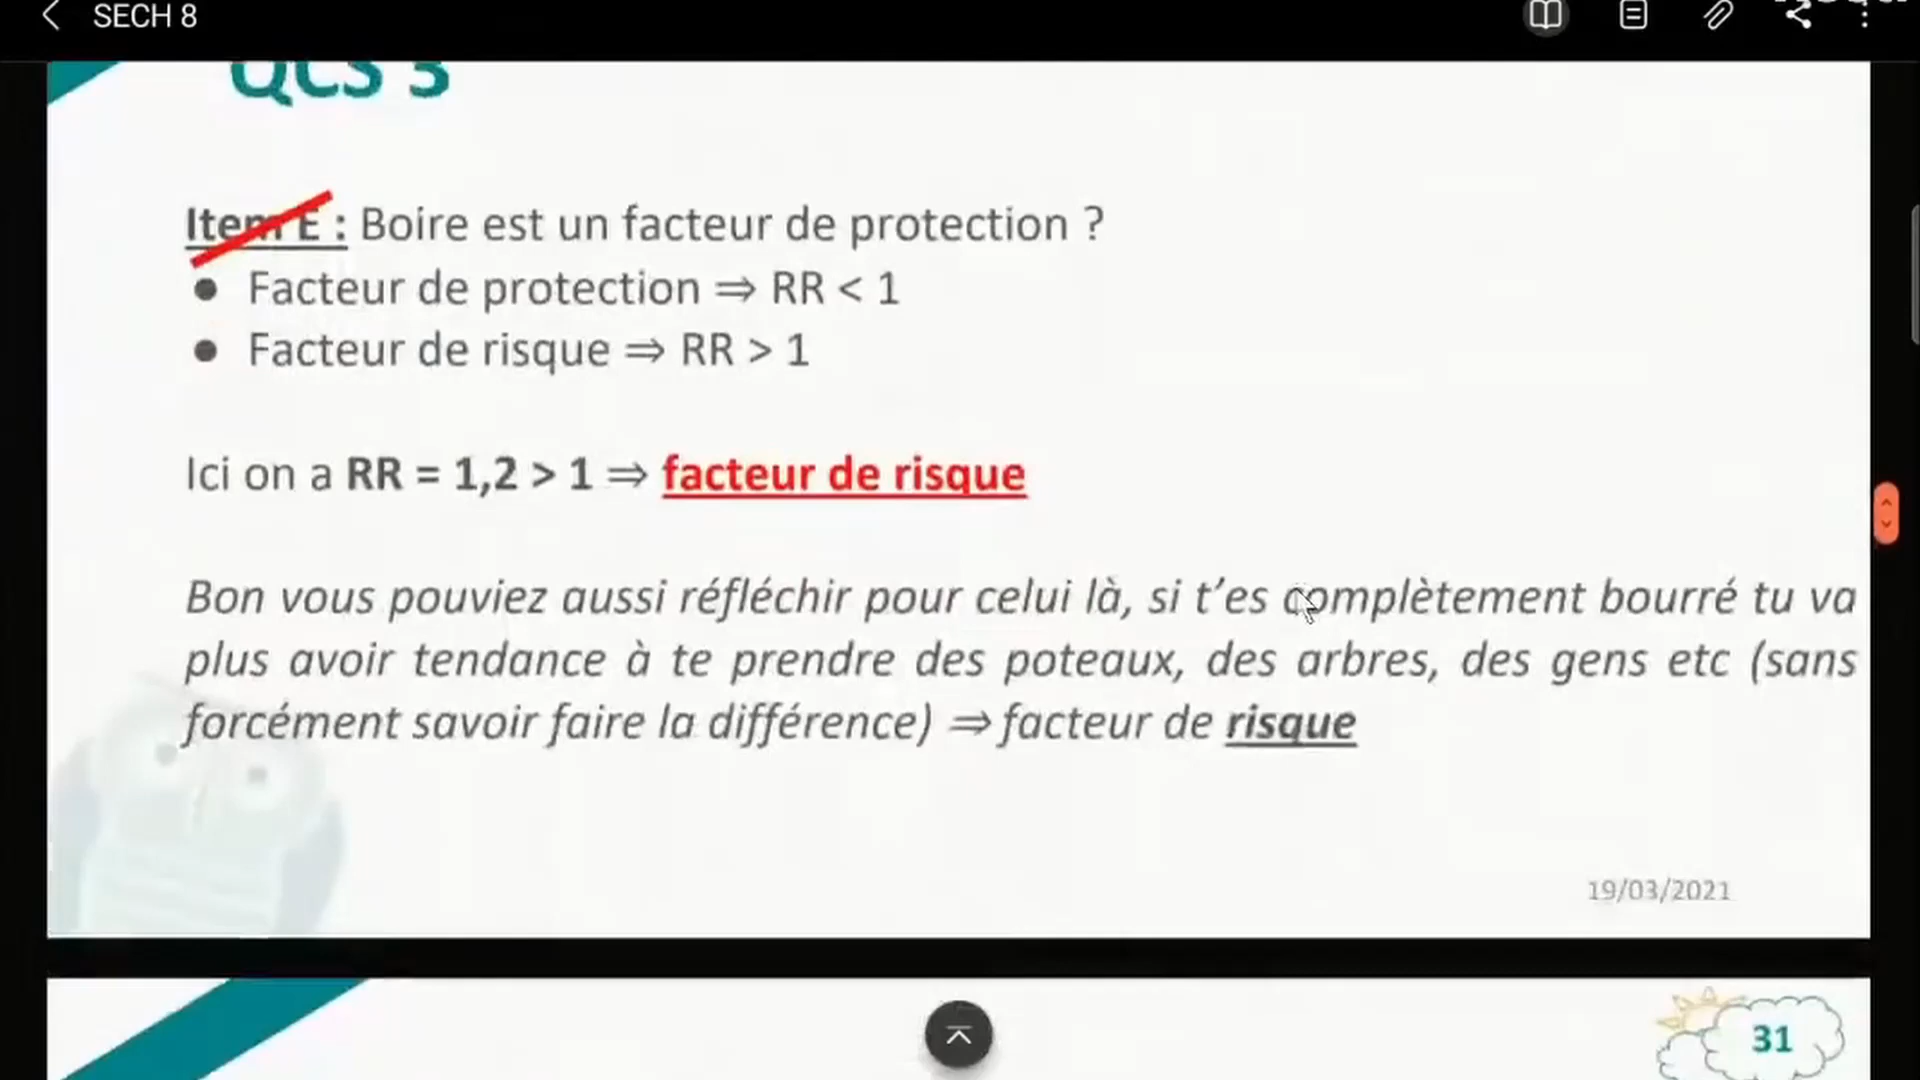 SECH 8
QCS 3
Item E : Boire est un facteur de protection ?
● Facteur de protection ⇒ RR < 1
● Facteur de risque ⇒ RR > 1
Ici on a RR = 1,2 > 1 ⇒ facteur de risque
Bon vous pouviez aussi réfléchir pour celui là, si t’es complètement bourré tu va
plus avoir tendance à te prendre des poteaux, des arbres, des gens etc (sans
forcément savoir faire la différence) ⇒ facteur de risque
19/03/2021
31